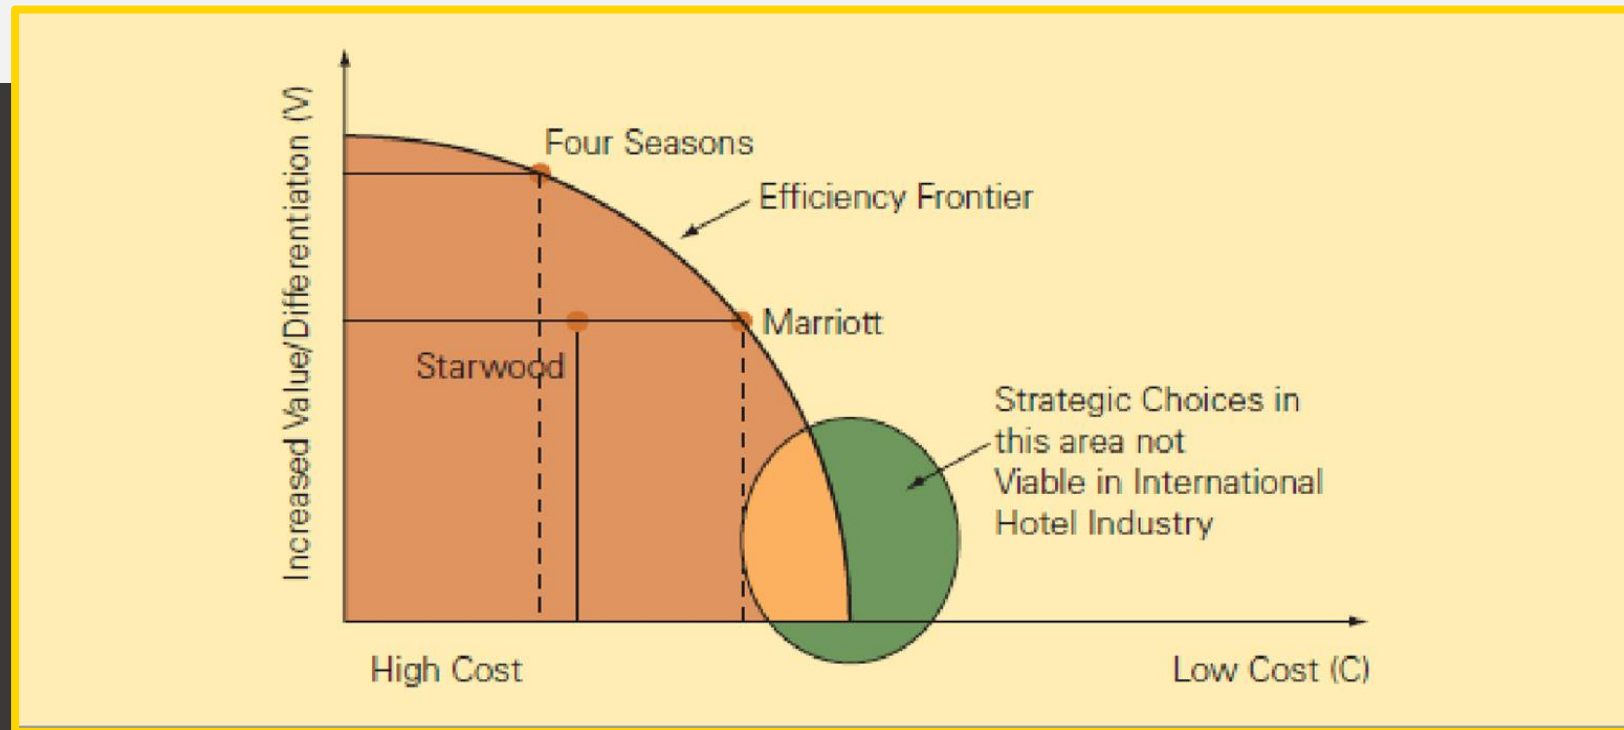 Increased Value/Differentiation (V)
Four Seasons
Efficiency Frontier
Marriott
Starwood
Strategic Choices in
this area not
Viable in International
Hotel Industry
High Cost
Low Cost (C)